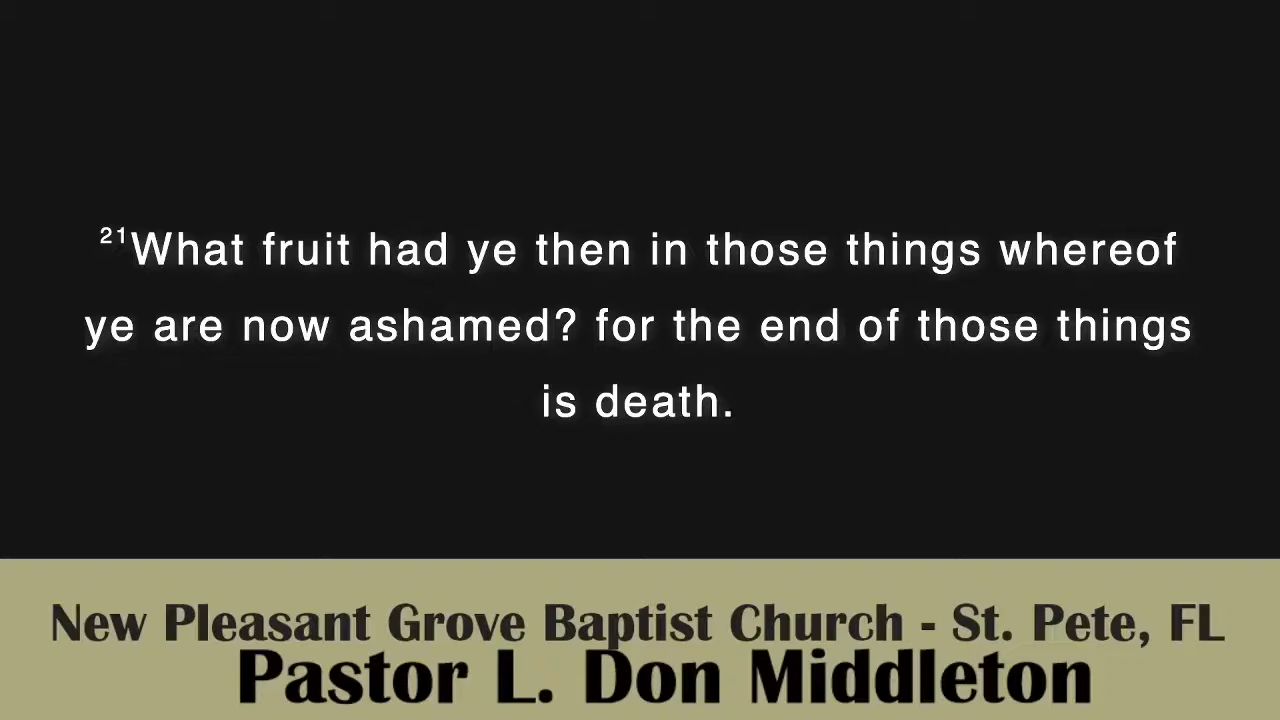 ²¹What fruit had ye then in those things whereof
ye are now ashamed? for the end of those things
is death.
New Pleasant Grove Baptist Church - St. Pete, FL
Pastor L. Don Middleton